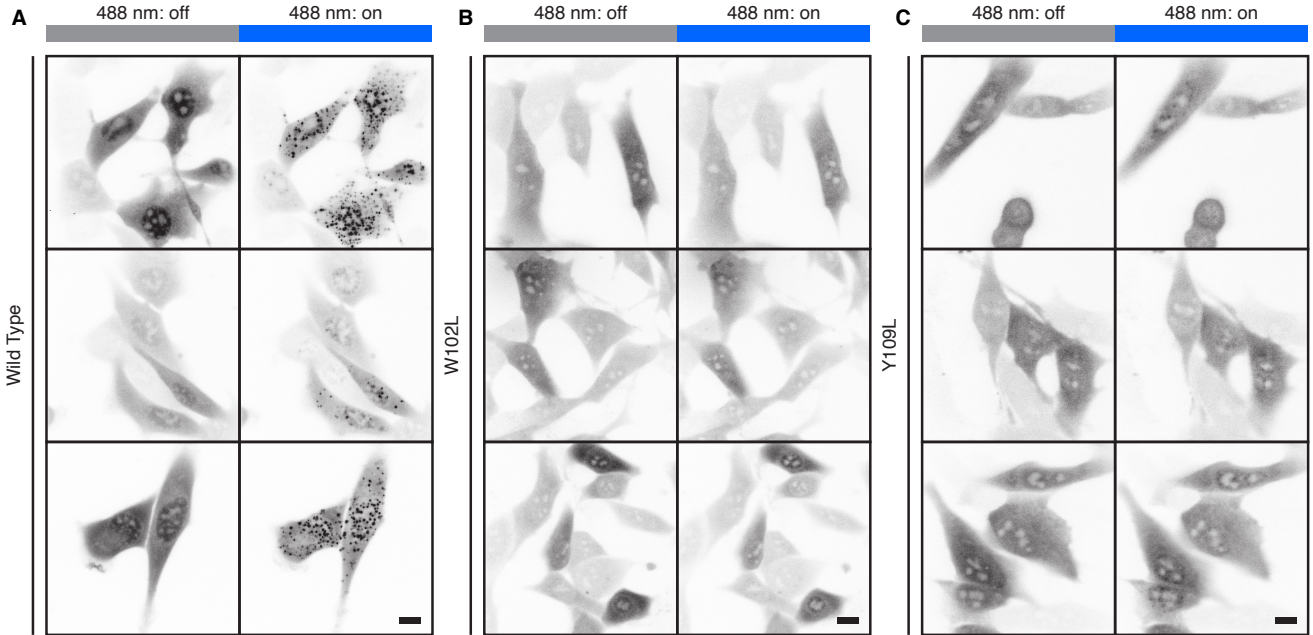 A 488 nm: off 488 nm: on
B 488 nm: off 488 nm: on
C 488 nm: off 488 nm: on
Wild Type
W102L
Y109L